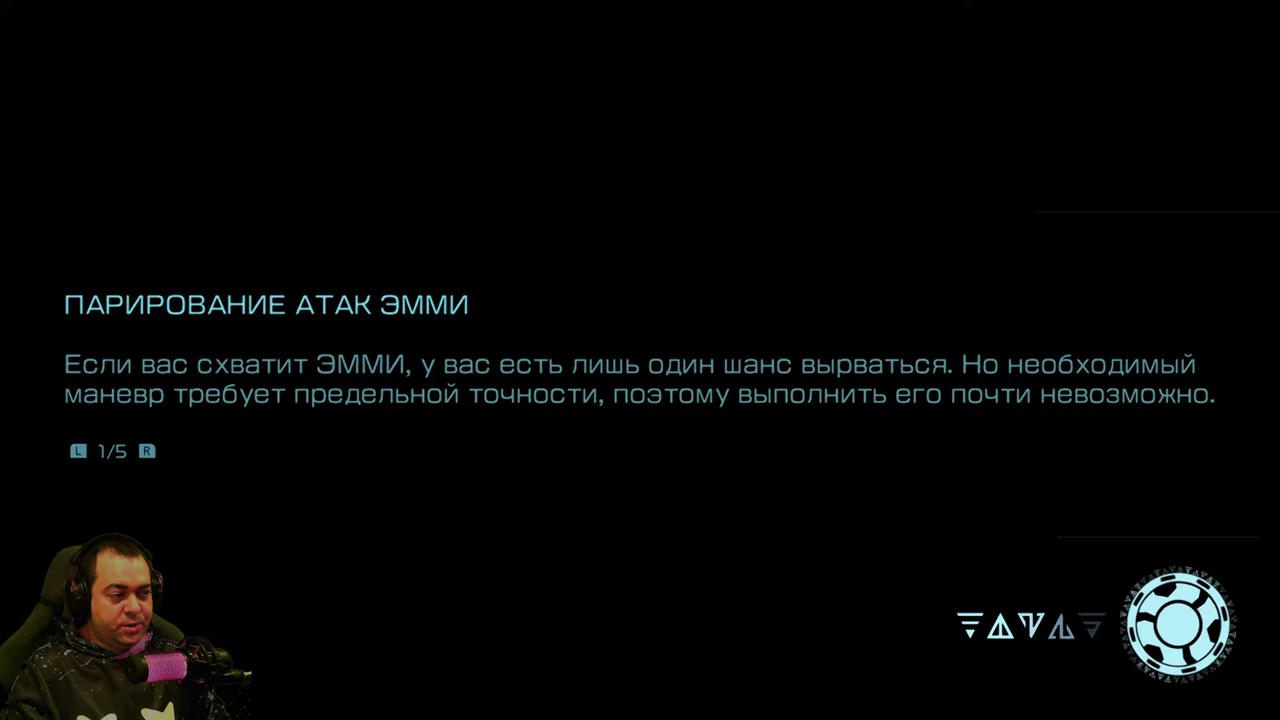 ПАРИРОВАНИЕ АТАК ЭММИ
Если вас схватит ЭММИ, у вас есть лишь один шанс вырваться. Но необходимый
маневр требует предельной точности, поэтому выполнить его почти невозможно.
L 1/5 R